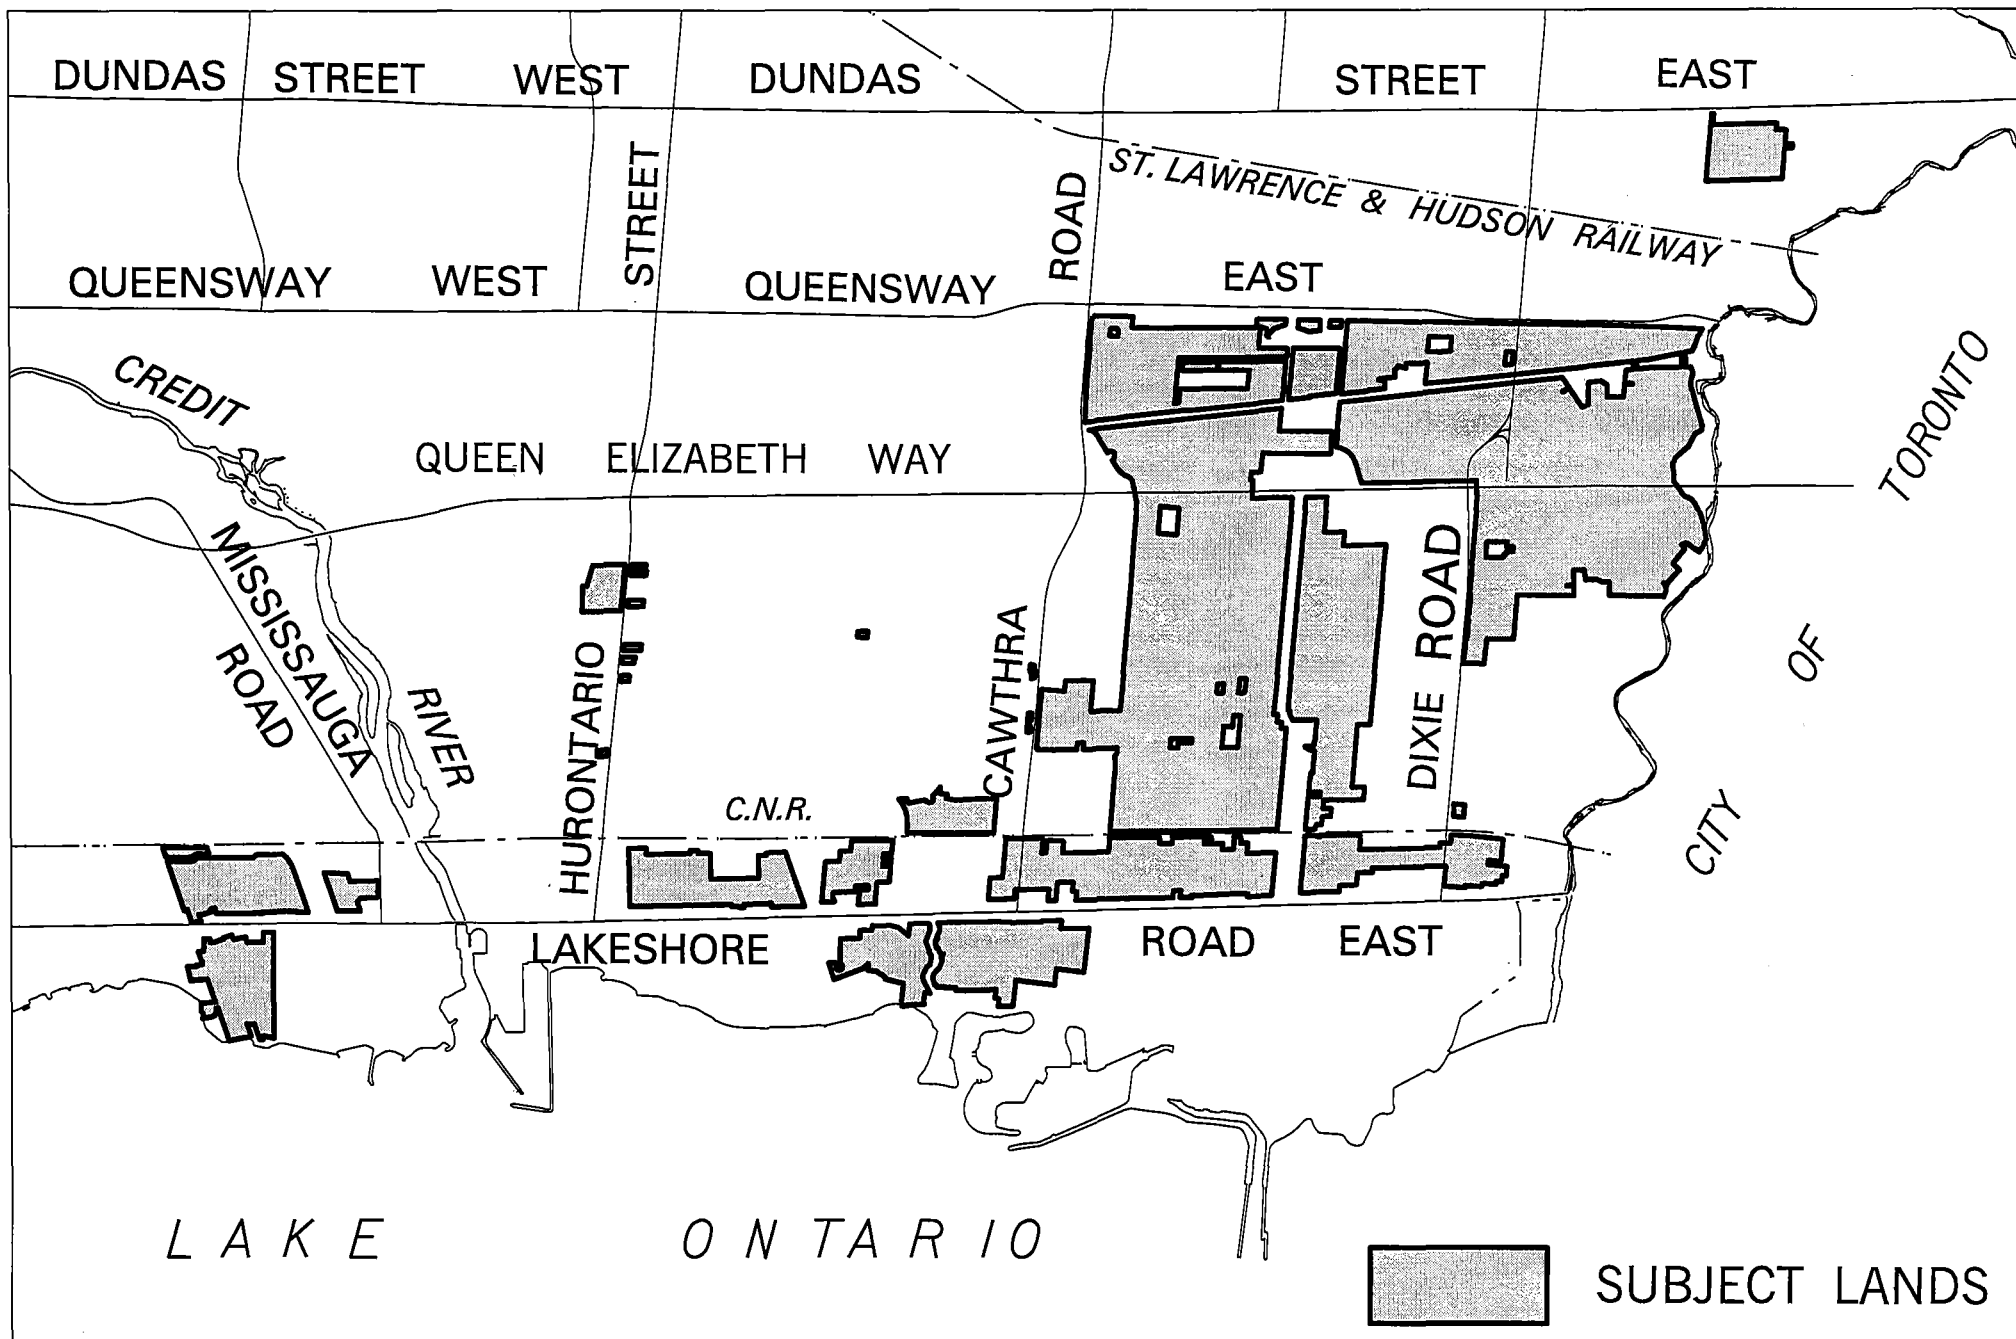 DUNDAS STREET WEST DUNDAS STREET EAST
ST. LAWRENCE & HUDSON RAILWAY
STREET
ROAD
QUEENSWAY WEST QUEENSWAY EAST
CREDIT
RIVER
QUEEN ELIZABETH WAY
MISSISSAUGA
ROAD
HURONTARIO
CAWTHRA
DIXIE ROAD
CITY OF TORONTO
C.N.R.
LAKESHORE ROAD EAST
LAKE ONTARIO
SUBJECT LANDS